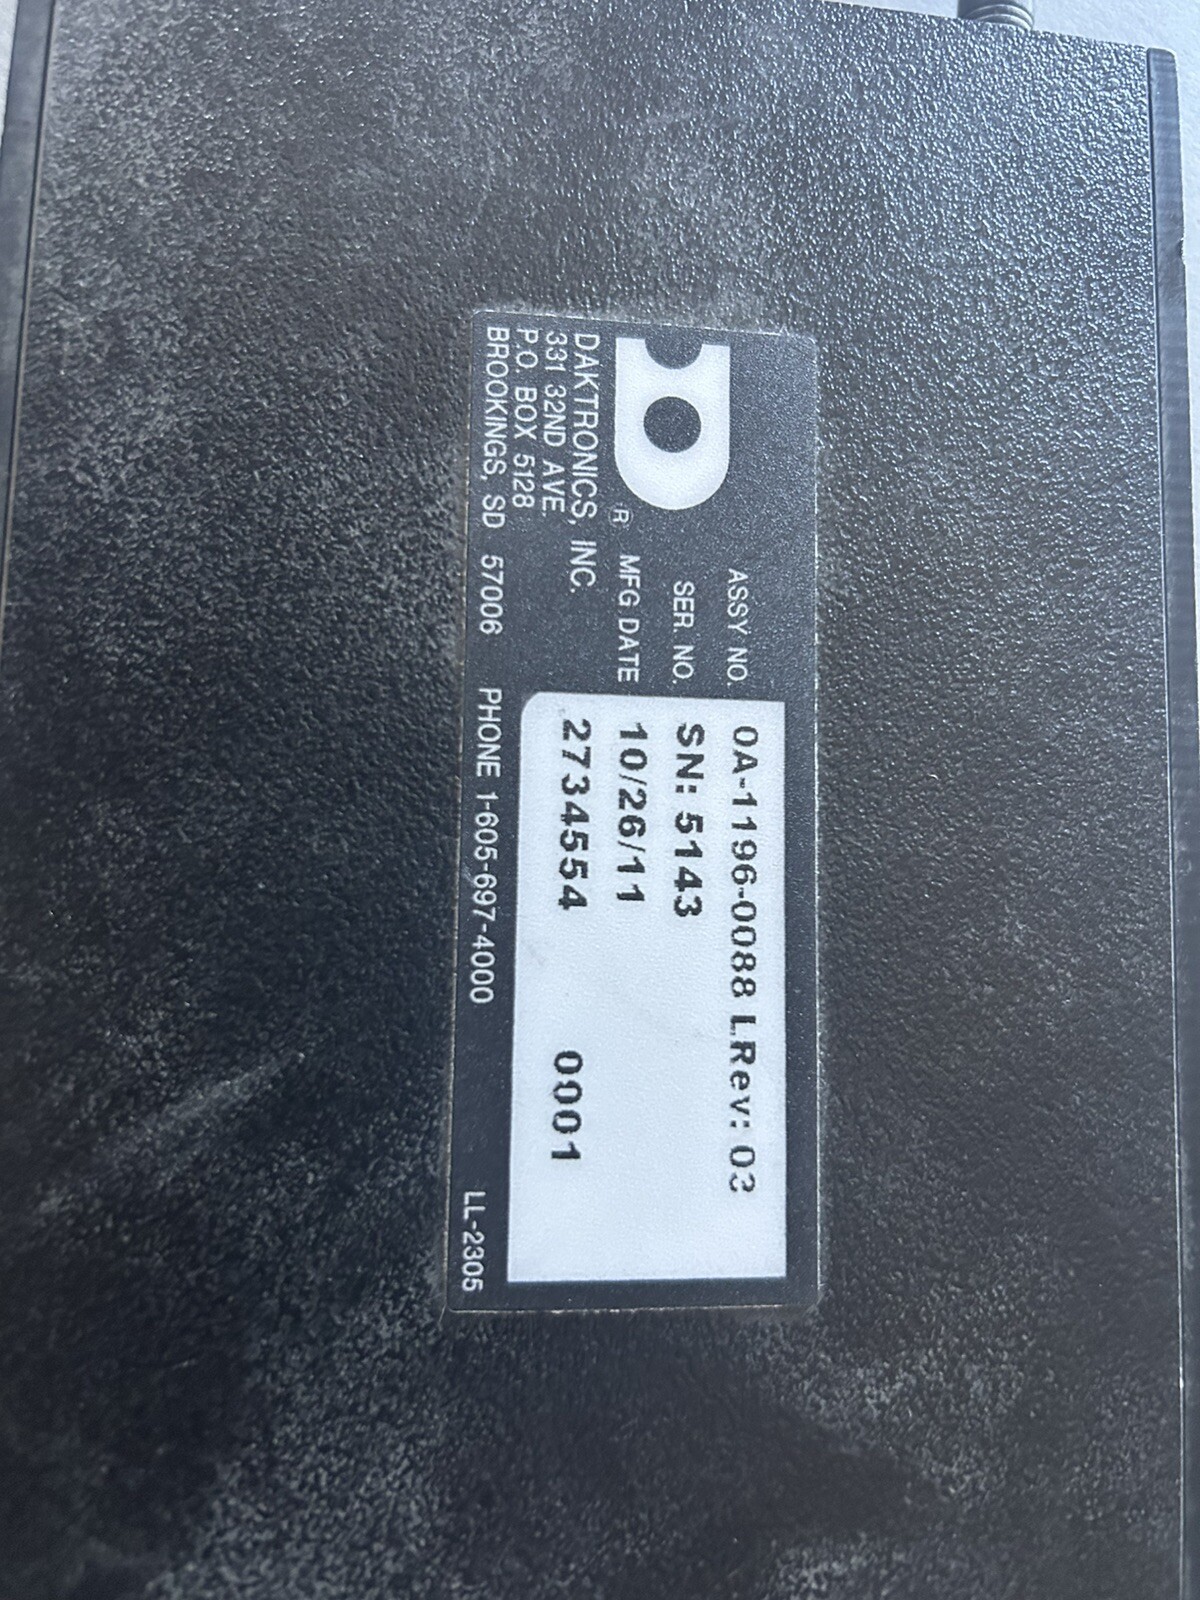 ASSY NO. 0A-1196-0088 LRev: 03
SER. NO. SN: 5143
MFG DATE 10/26/11
2734554 0001
R
DAKTRONICS, INC.
331 32ND AVE.
P.O. BOX 5128
BROOKINGS, SD 57006 PHONE 1-605-697-4000 LL-2305